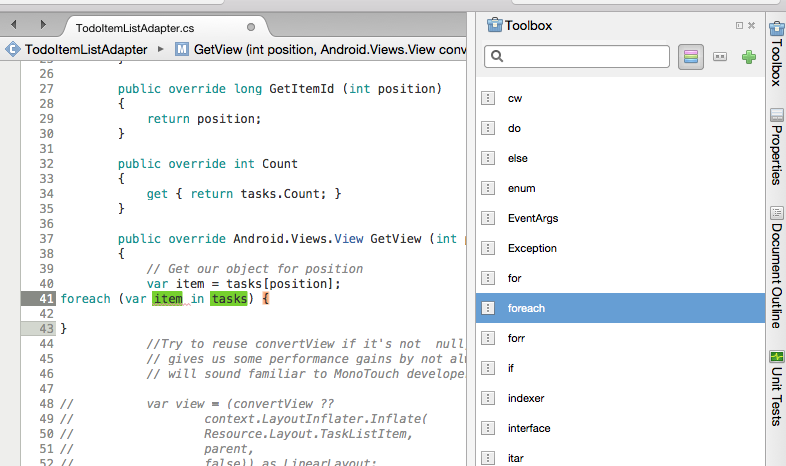 TodoItemListAdapter.cs
TodoItemListAdapter ▸ M GetView (int position, Android.Views.View conv
26
27 public override long GetItemId (int position)
28 {
29 return position;
30 }
31
32 public override int Count
33 {
34 get { return tasks.Count; }
35 }
36
37 public override Android.Views.View GetView (int
38 {
39 // Get our object for position
40 var item = tasks[position];
41 foreach (var item in tasks) {
42
43 }
44 //Try to reuse convertView if it's not null
45 // gives us some performance gains by not alw
46 // will sound familiar to MonoTouch develope
47
48 // var view = (convertView ??
49 // context.LayoutInflater.Inflate(
50 // Resource.Layout.TaskListItem,
51 // parent,
52 // false)) as LinearLayout;
Toolbox
cw
do
else
enum
EventArgs
Exception
for
foreach
forr
if
indexer
interface
itar
Toolbox
Properties
Document Outline
Unit Tests